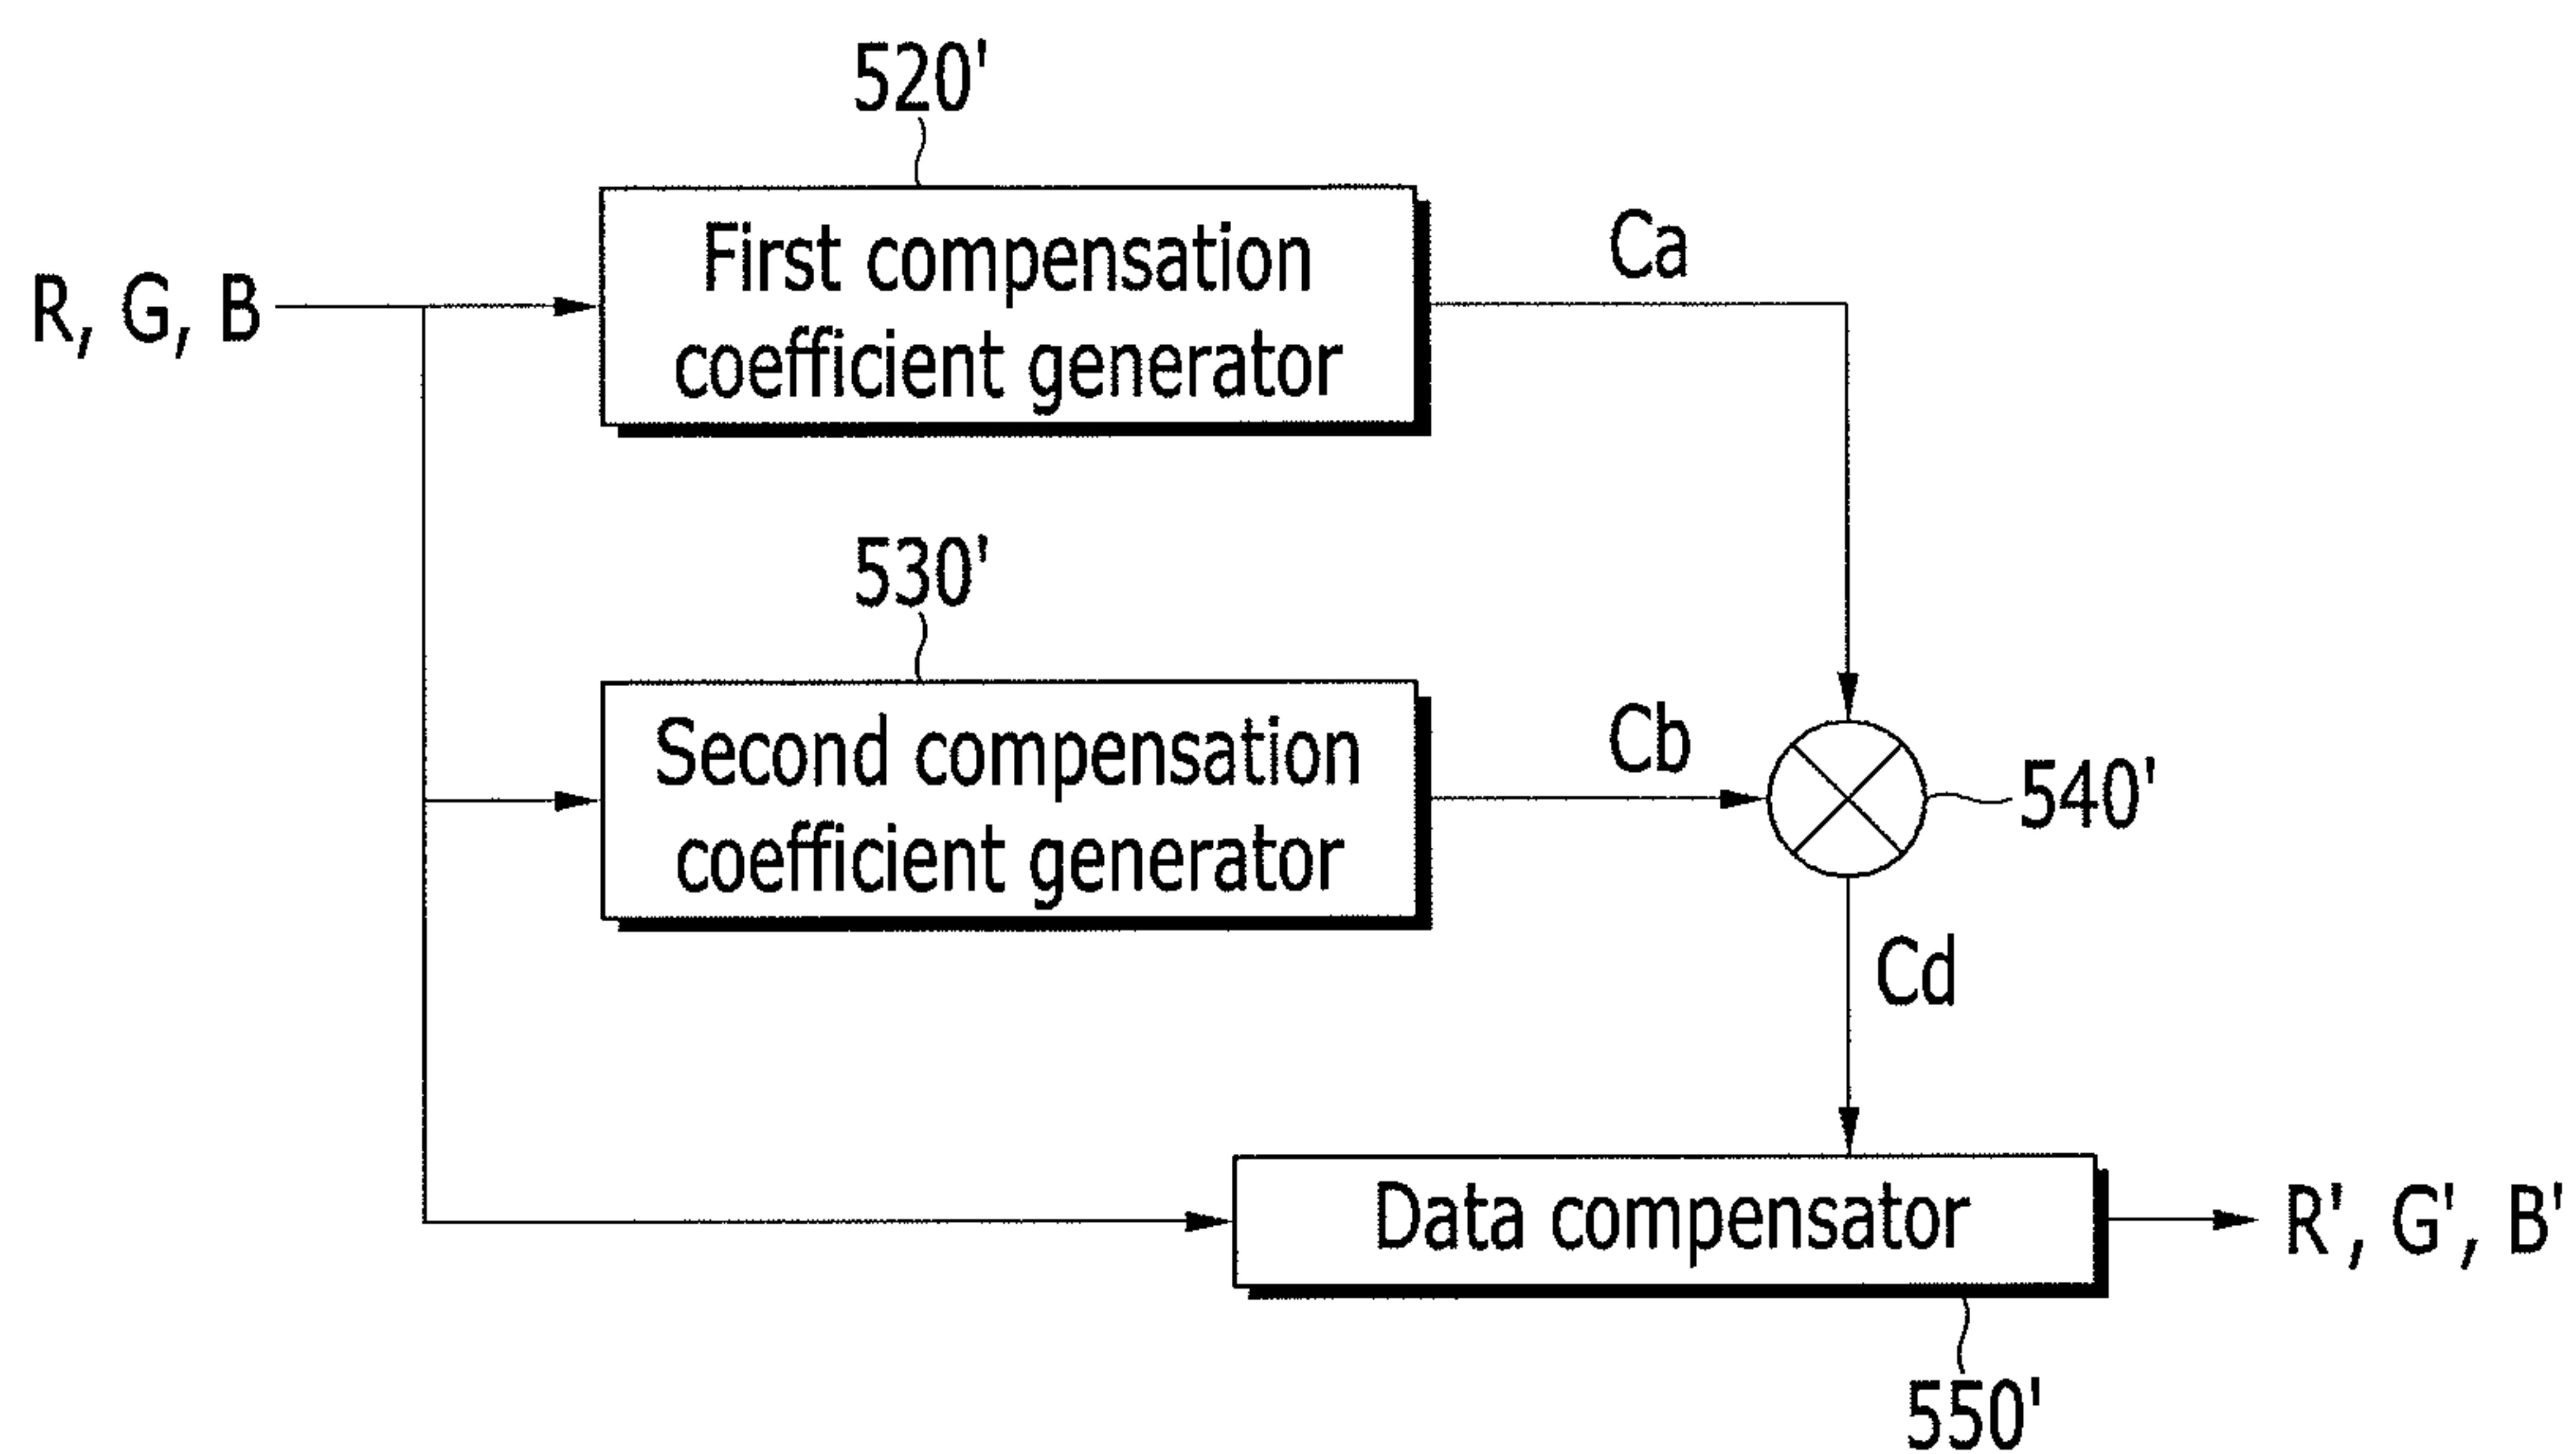 520'
First compensation
coefficient generator
Ca
R, G, B
530'
Second compensation
coefficient generator
Cb
540'
Cd
Data compensator
R', G', B'
550'